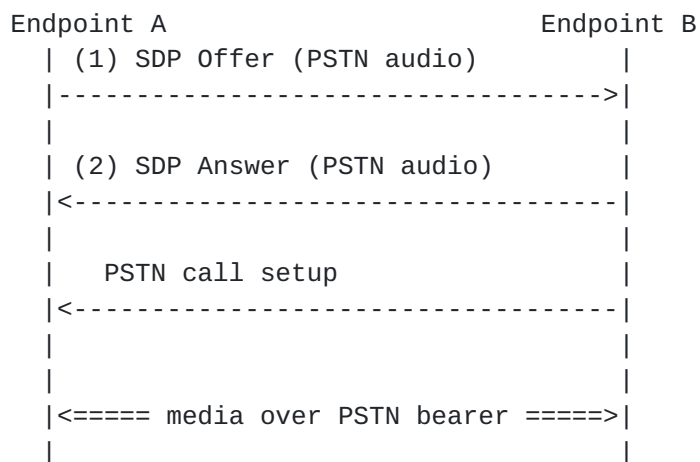 Endpoint A                        Endpoint B
  | (1) SDP Offer (PSTN audio)         |
  |----------------------------------->|
  |                                    |
  | (2) SDP Answer (PSTN audio)        |
  |<-----------------------------------|
  |                                    |
  |   PSTN call setup                  |
  |<-----------------------------------|
  |                                    |
  |                                    |
  |<===== media over PSTN bearer =====>|
  |                                    |